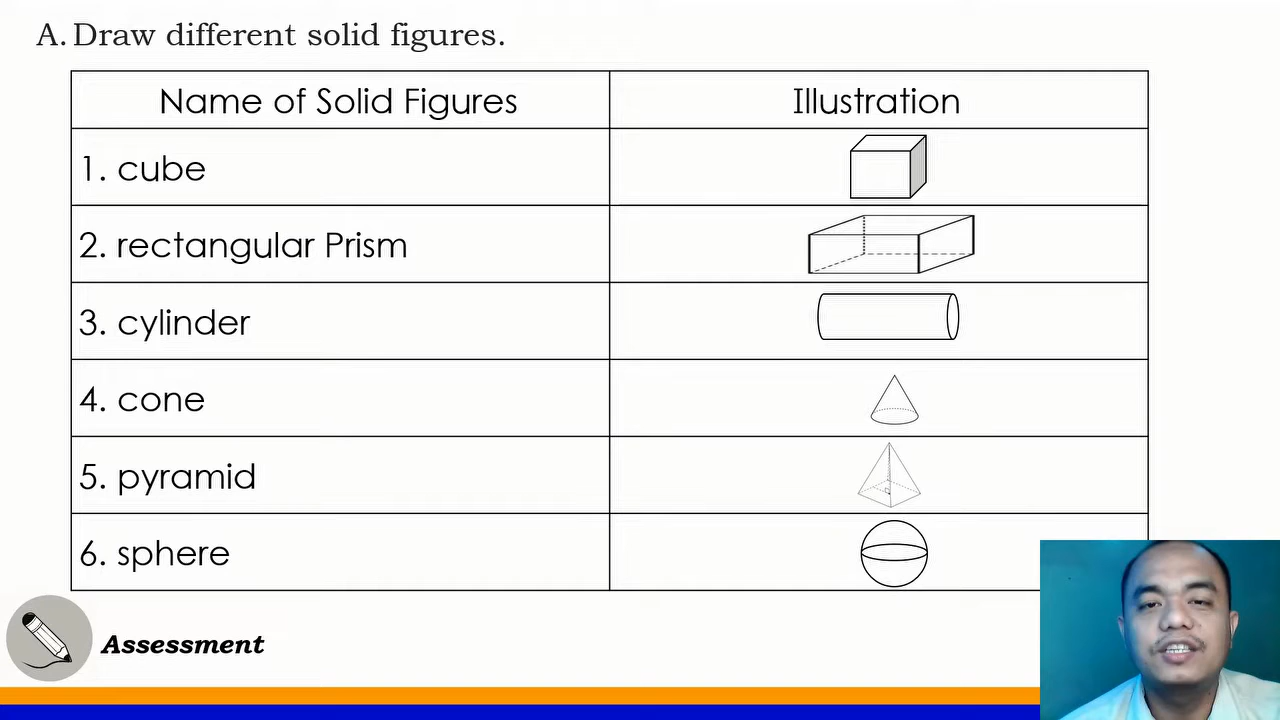 A. Draw different solid figures.
Name of Solid Figures
Illustration
1. cube
2. rectangular Prism
3. cylinder
4. cone
5. pyramid
6. sphere
Assessment